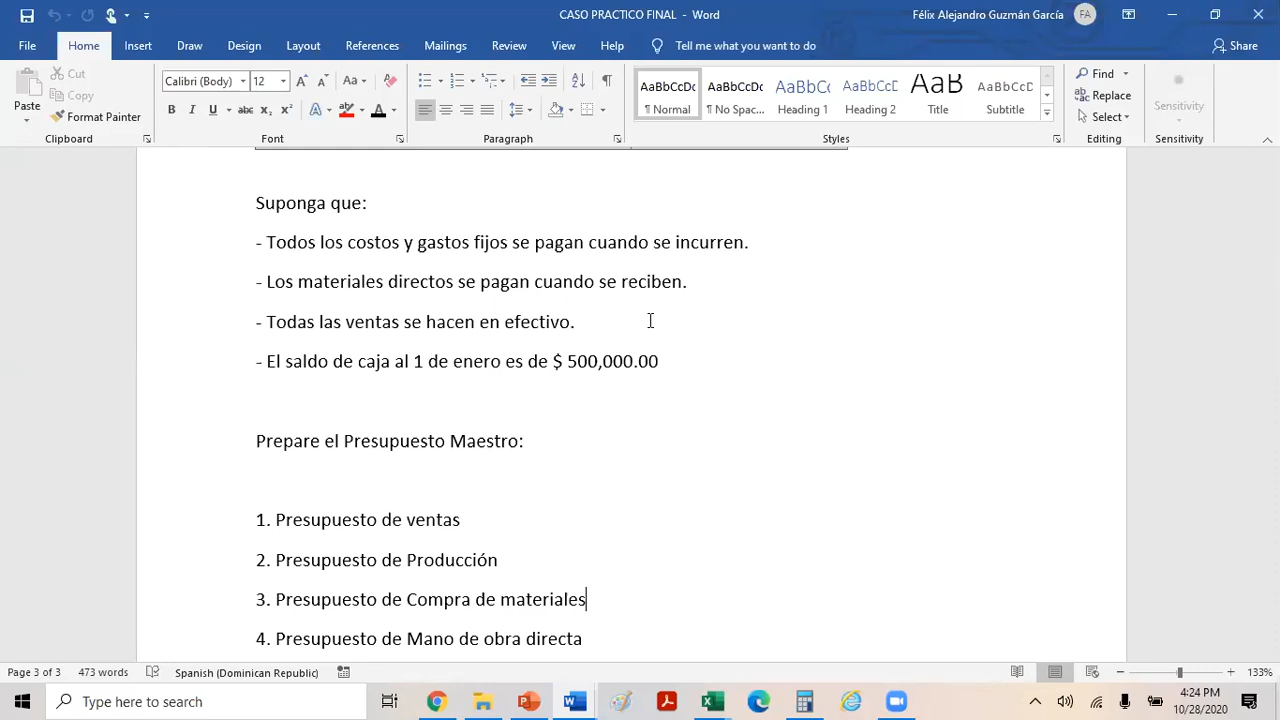 CASO PRACTICO FINAL - Word
Félix Alejandro Guzmán García
FA
File Home Insert Draw Design Layout References Mailings Review View Help Tell me what you want to do Share
Paste
Cut
Copy
Format Painter
Calibri (Body) 12
AaBbCcDc AaBbCcDc AaBbCc AaBbCcD AaB AaBbCcD
¶ Normal ¶ No Spac... Heading 1 Heading 2 Title Subtitle
Find
Replace
Select
Sensitivity
Clipboard Font Paragraph Styles Editing Sensitivity
Suponga que:
- Todos los costos y gastos fijos se pagan cuando se incurren.
- Los materiales directos se pagan cuando se reciben.
- Todas las ventas se hacen en efectivo.
- El saldo de caja al 1 de enero es de $ 500,000.00
Prepare el Presupuesto Maestro:
1. Presupuesto de ventas
2. Presupuesto de Producción
3. Presupuesto de Compra de materiales
4. Presupuesto de Mano de obra directa
Page 3 of 3 473 words Spanish (Dominican Republic) 133%
Type here to search
4:24 PM
10/28/2020